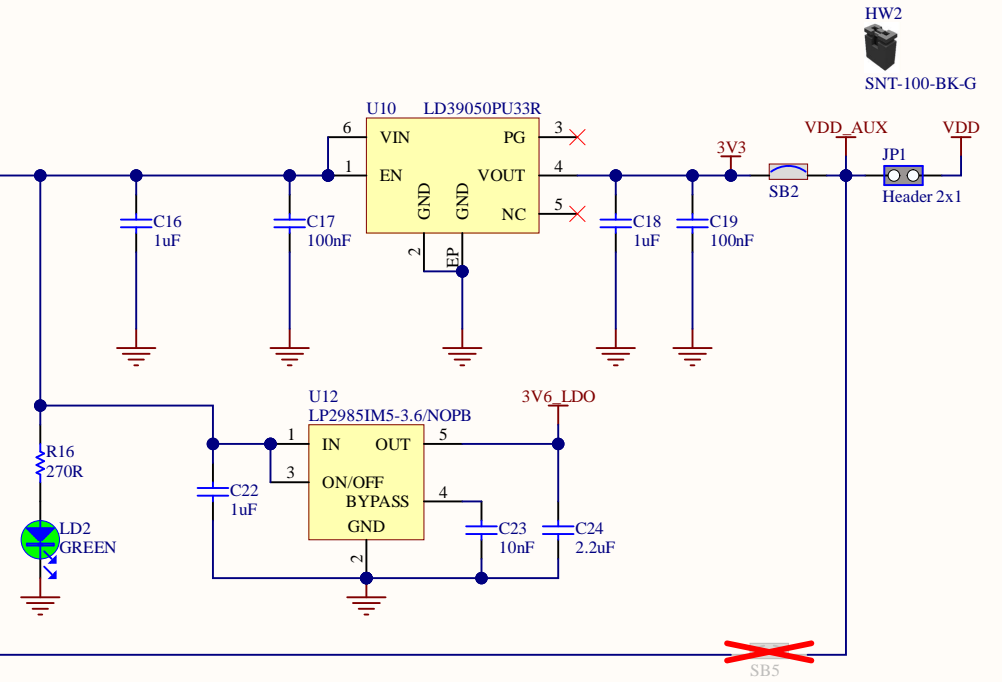 HW2
SNT-100-BK-G
U10 LD39050PU33R
6 VIN PG 3
1 EN VOUT 4
GND GND NC 5
2 EP
C16
1uF
C17
100nF
C18
1uF
C19
100nF
3V3
SB2
VDD_AUX
VDD
JP1
Header 2x1
U12
LP2985IM5-3.6/NOPB
1 IN OUT 5
3 ON/OFF
BYPASS 4
GND
2
3V6_LDO
R16
270R
LD2
GREEN
C22
1uF
C23
10nF
C24
2.2uF
SB5